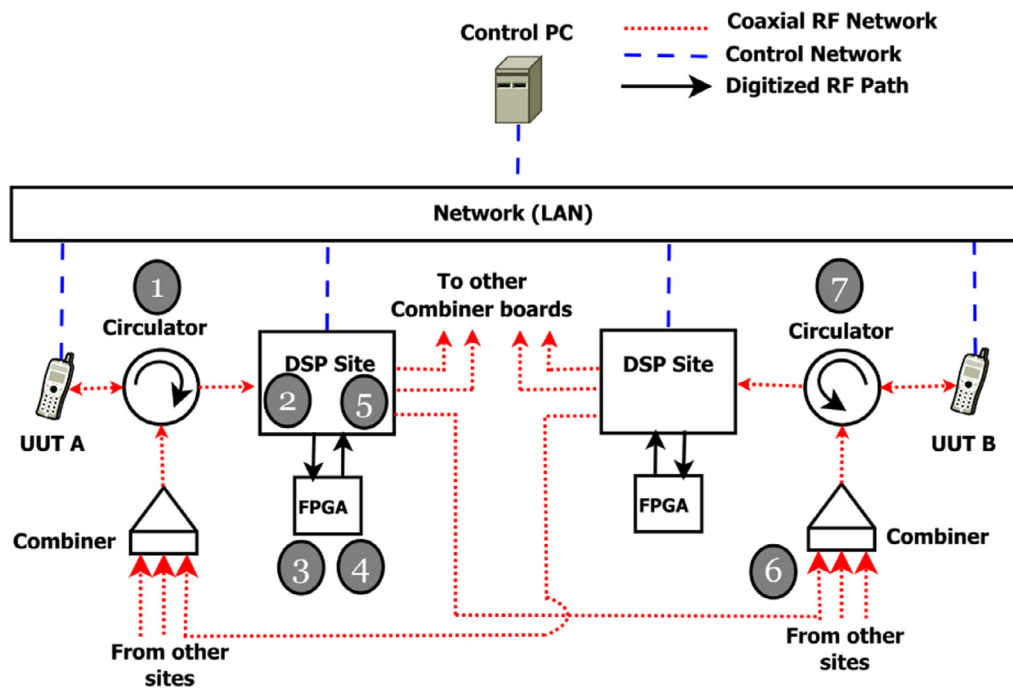 Control PC
Coaxial RF Network
Control Network
Digitized RF Path
Network (LAN)
1
Circulator
To other
Combiner boards
7
Circulator
DSP Site
2
5
DSP Site
UUT A
UUT B
FPGA
FPGA
Combiner
Combiner
3
4
6
From other
sites
From other
sites